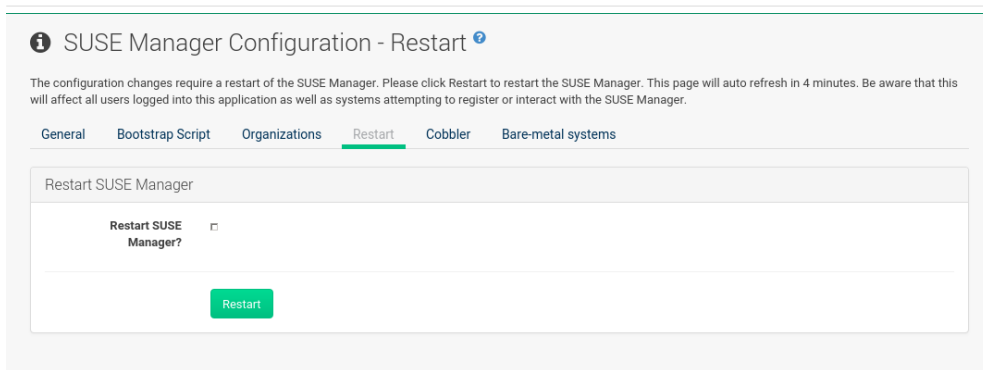 SUSE Manager Configuration - Restart ?
The configuration changes require a restart of the SUSE Manager. Please click Restart to restart the SUSE Manager. This page will auto refresh in 4 minutes. Be aware that this
will affect all users logged into this application as well as systems attempting to register or interact with the SUSE Manager.
General Bootstrap Script Organizations Restart Cobbler Bare-metal systems
Restart SUSE Manager
Restart SUSE
Manager?
Restart